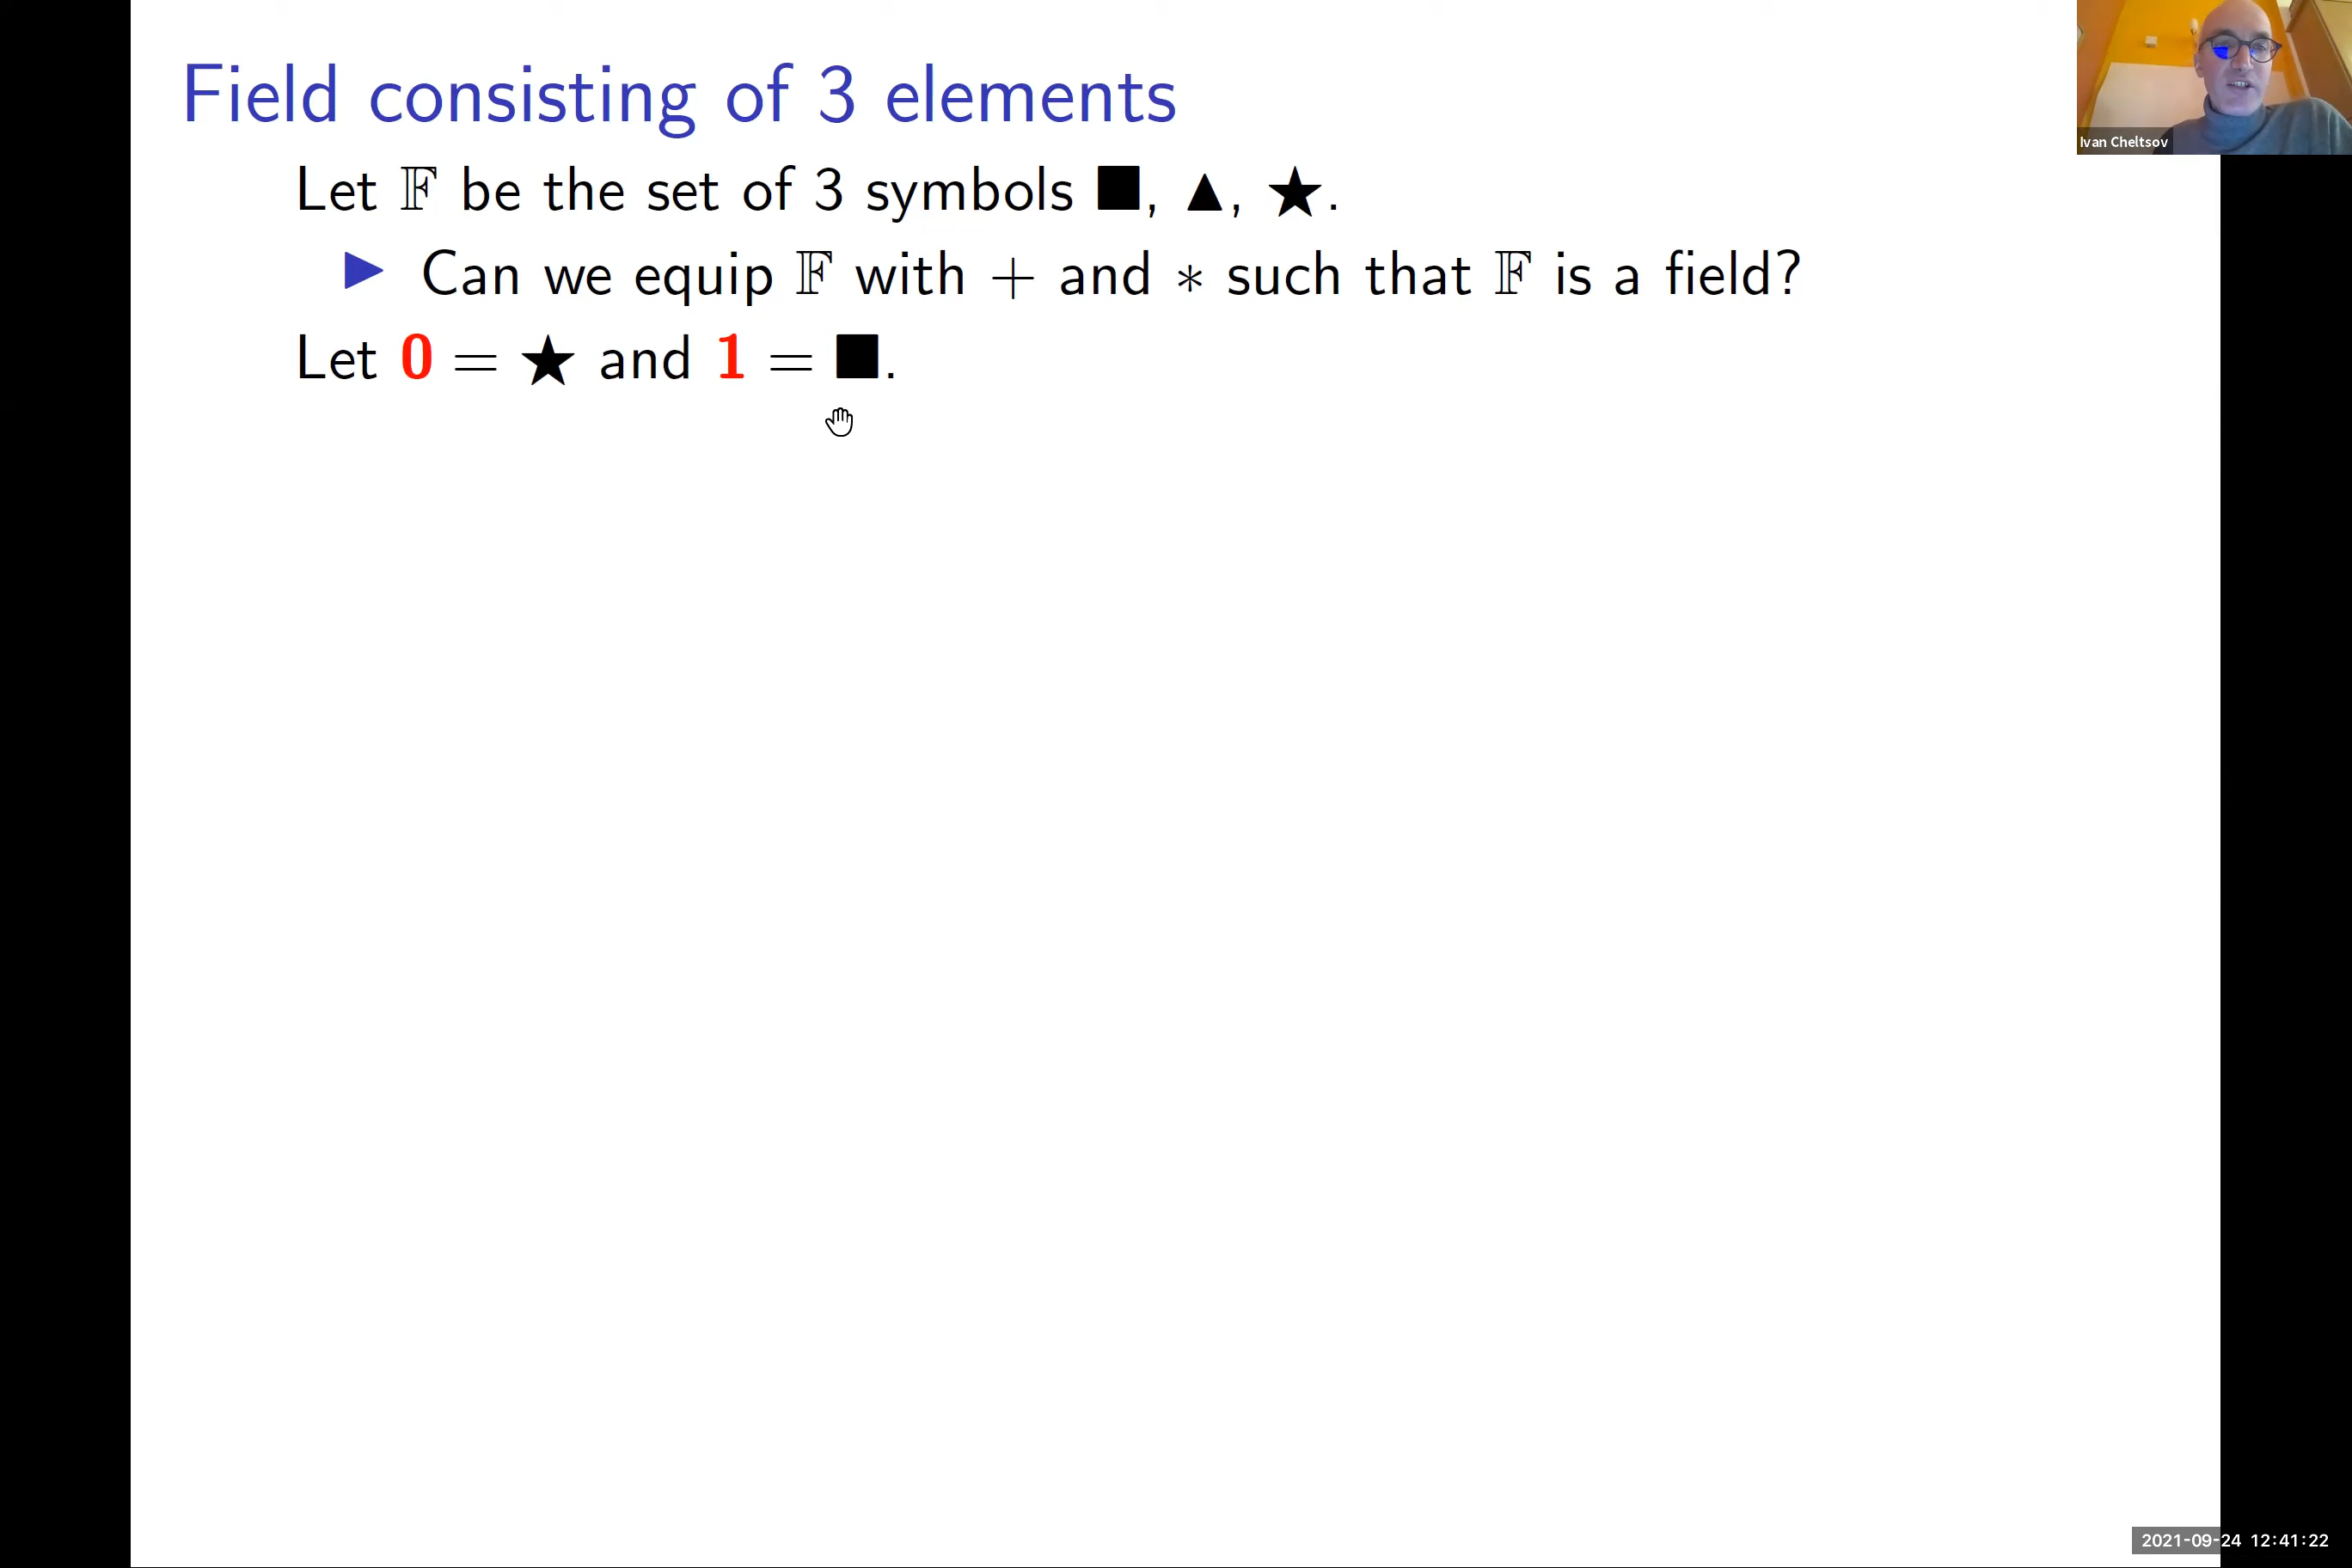 Field consisting of 3 elements
Ivan Cheltsov
Let 𝔽 be the set of 3 symbols ■, ▲, ★.
▶ Can we equip 𝔽 with + and ∗ such that 𝔽 is a field?
Let 0 = ★ and 1 = ■.
2021-09-24 12:41:22